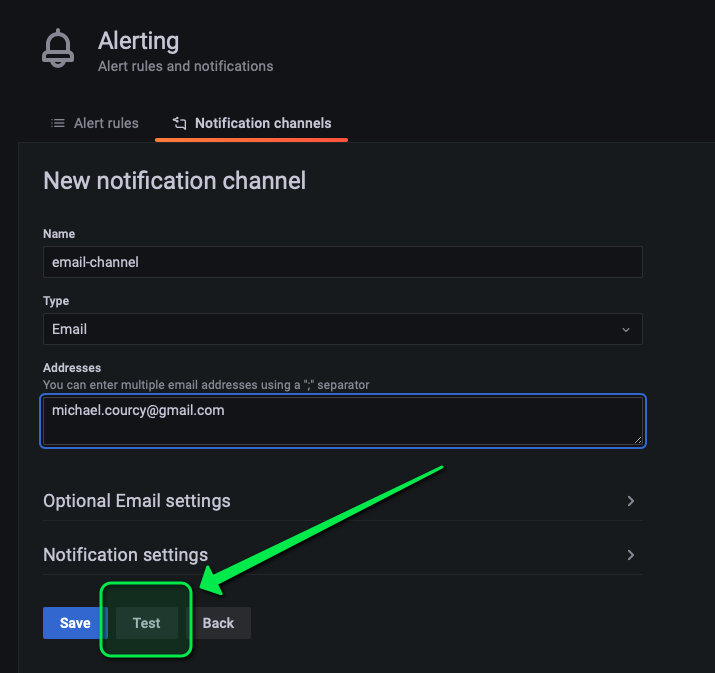 Alerting
Alert rules and notifications
Alert rules
Notification channels
New notification channel
Name
email-channel
Type
Email
Addresses
You can enter multiple email addresses using a ";" separator
michael.courcy@gmail.com
Optional Email settings
Notification settings
Save Test Back